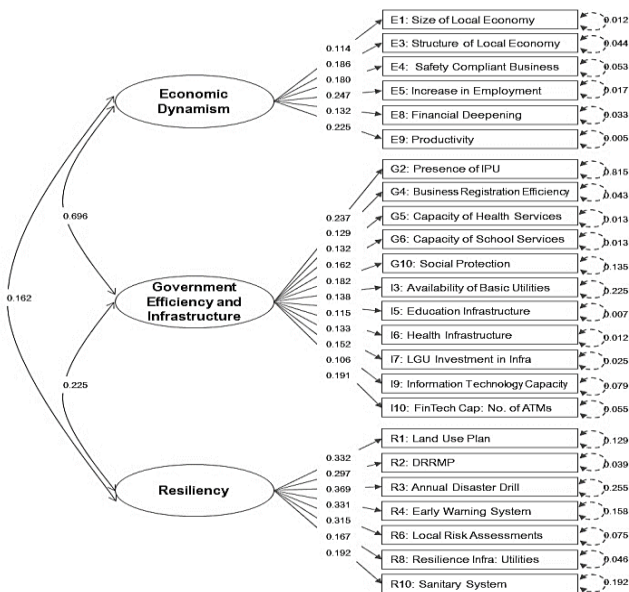 E1: Size of Local Economy
0.012
E3: Structure of Local Economy
0.044
E4: Safety Compliant Business
0.053
E5: Increase in Employment
0.017
E8: Financial Deepening
0.033
E9: Productivity
0.005
0.114
0.186
0.180
0.247
0.132
0.225
Economic
Dynamism
G2: Presence of IPU
0.815
G4: Business Registration Efficiency
0.043
G5: Capacity of Health Services
0.013
G6: Capacity of School Services
0.013
G10: Social Protection
0.135
I3: Availability of Basic Utilities
0.225
I5: Education Infrastructure
0.007
I6: Health Infrastructure
0.012
I7: LGU Investment in Infra
0.025
I9: Information Technology Capacity
0.079
I10: FinTech Cap: No. of ATMs
0.055
0.237
0.129
0.132
0.162
0.182
0.138
0.115
0.133
0.152
0.106
0.191
0.696
Government
Efficiency and
Infrastructure
0.162
0.225
R1: Land Use Plan
0.129
R2: DRRMP
0.039
R3: Annual Disaster Drill
0.255
R4: Early Warning System
0.158
R6: Local Risk Assessments
0.075
R8: Resilience Infra: Utilities
0.046
R10: Sanitary System
0.192
0.332
0.297
0.369
0.331
0.315
0.167
0.192
Resiliency